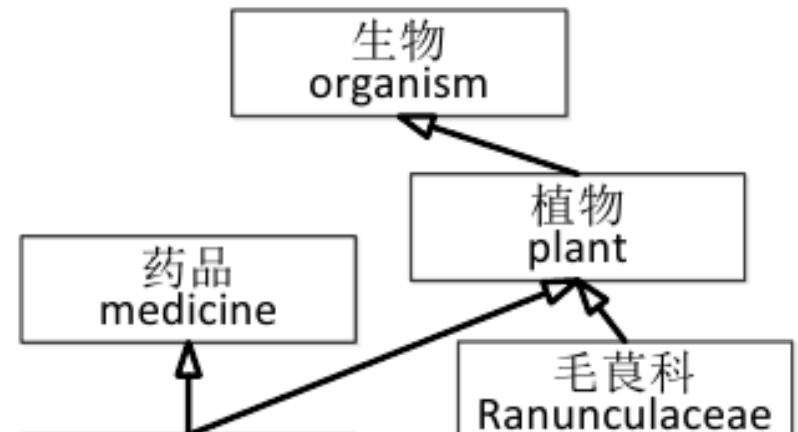 生物
organism
植物
plant
药品
medicine
毛茛科
Ranunculaceae